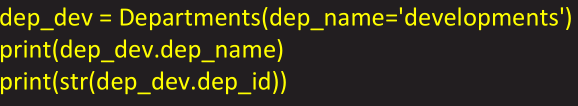 dep_dev = Departments(dep_name='developments')
print(dep_dev.dep_name)
print(str(dep_dev.dep_id))